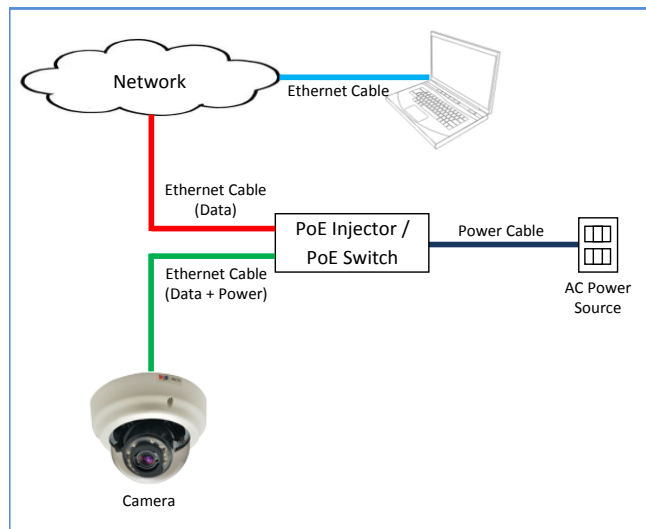 Network
Ethernet Cable
Ethernet Cable
(Data)
PoE Injector /
PoE Switch
Power Cable
Ethernet Cable
(Data + Power)
AC Power
Source
Camera